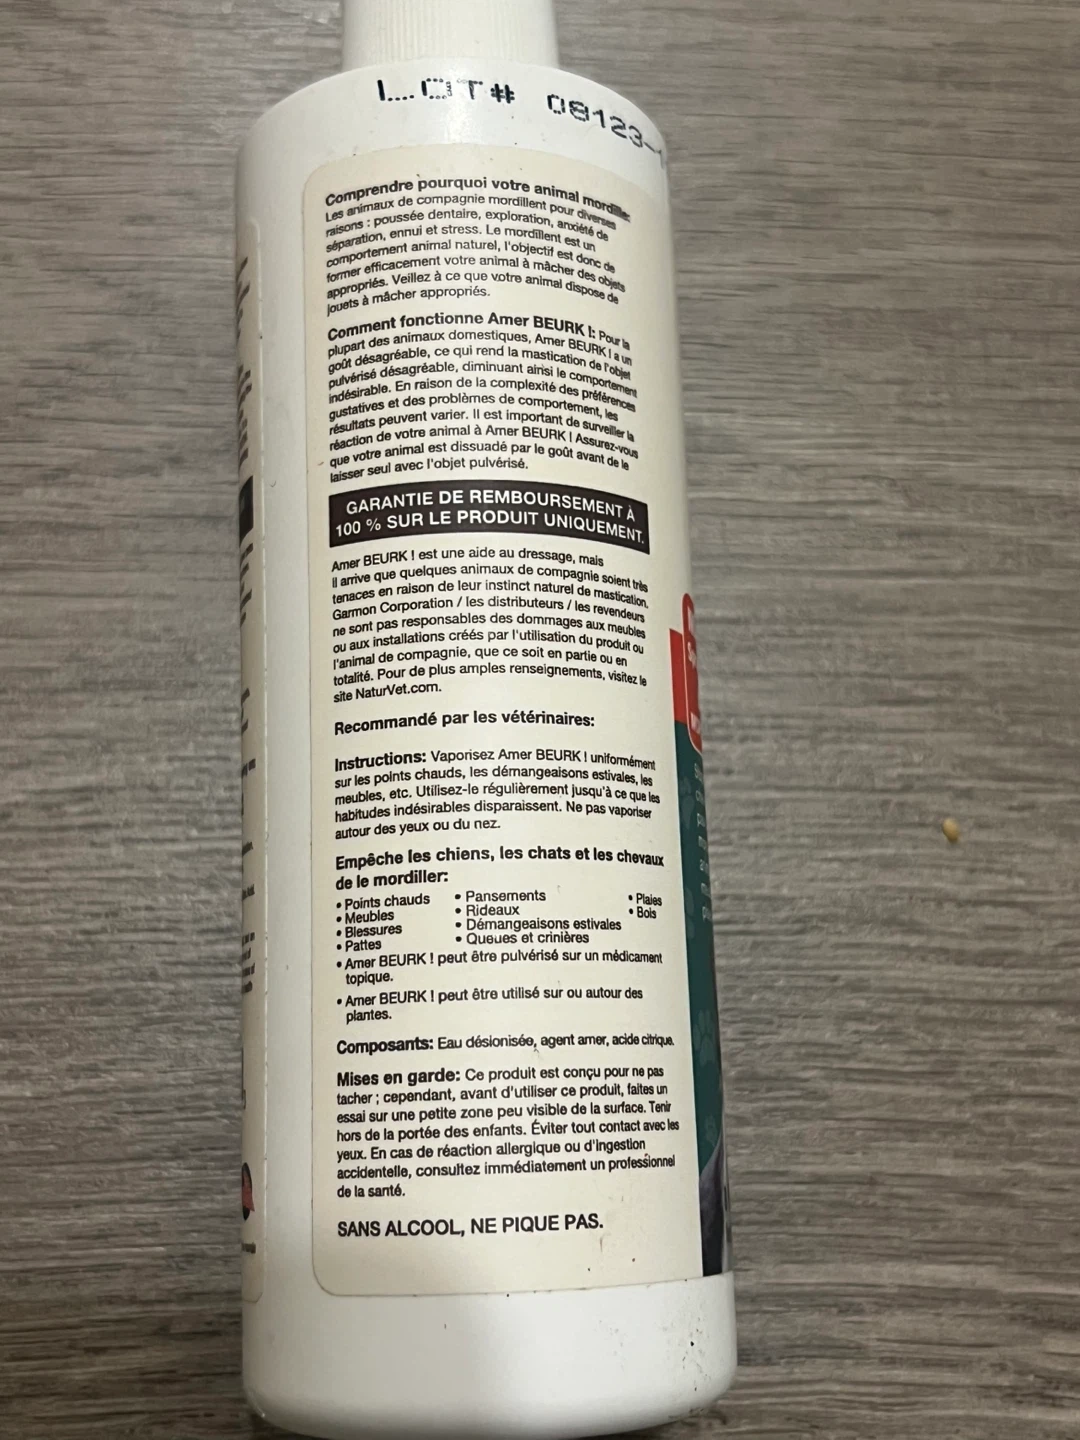 LOT# 08123-1
Comprendre pourquoi votre animal mordille:
Les animaux de compagnie mordillent pour diverses
raisons : poussée dentaire, exploration, anxiété de
séparation, ennui et stress. Le mordillent est un
comportement animal naturel, l'objectif est donc de
former efficacement votre animal à mâcher des objets
appropriés. Veillez à ce que votre animal dispose de
jouets à mâcher appropriés.
Comment fonctionne Amer BEURK !: Pour la
plupart des animaux domestiques, Amer BEURK ! a un
goût désagréable, ce qui rend la mastication de l'objet
pulvérisé désagréable, diminuant ainsi le comportement
indésirable. En raison de la complexité des préférences
gustatives et des problèmes de comportement, les
résultats peuvent varier. Il est important de surveiller la
réaction de votre animal à Amer BEURK ! Assurez-vous
que votre animal est dissuadé par le goût avant de le
laisser seul avec l'objet pulvérisé.
GARANTIE DE REMBOURSEMENT À
100 % SUR LE PRODUIT UNIQUEMENT.
Amer BEURK ! est une aide au dressage, mais
il arrive que quelques animaux de compagnie soient très
tenaces en raison de leur instinct naturel de mastication.
Garmon Corporation / les distributeurs / les revendeurs
ne sont pas responsables des dommages aux meubles
ou aux installations créés par l'utilisation du produit ou
l'animal de compagnie, que ce soit en partie ou en
totalité. Pour de plus amples renseignements, visitez le
site NaturVet.com.
Recommandé par les vétérinaires:
Instructions: Vaporisez Amer BEURK ! uniformément
sur les points chauds, les démangeaisons estivales, les
meubles, etc. Utilisez-le régulièrement jusqu'à ce que les
habitudes indésirables disparaissent. Ne pas vaporiser
autour des yeux ou du nez.
Empêche les chiens, les chats et les chevaux
de le mordiller:
• Points chauds
• Meubles
• Blessures
• Pattes
• Pansements
• Rideaux
• Démangeaisons estivales
• Queues et crinières
• Plaies
• Bois
• Amer BEURK ! peut être pulvérisé sur un médicament
topique.
• Amer BEURK ! peut être utilisé sur ou autour des
plantes.
Composants: Eau désionisée, agent amer, acide citrique.
Mises en garde: Ce produit est conçu pour ne pas
tacher ; cependant, avant d'utiliser ce produit, faites un
essai sur une petite zone peu visible de la surface. Tenir
hors de la portée des enfants. Éviter tout contact avec les
yeux. En cas de réaction allergique ou d'ingestion
accidentelle, consultez immédiatement un professionnel
de la santé.
SANS ALCOOL, NE PIQUE PAS.